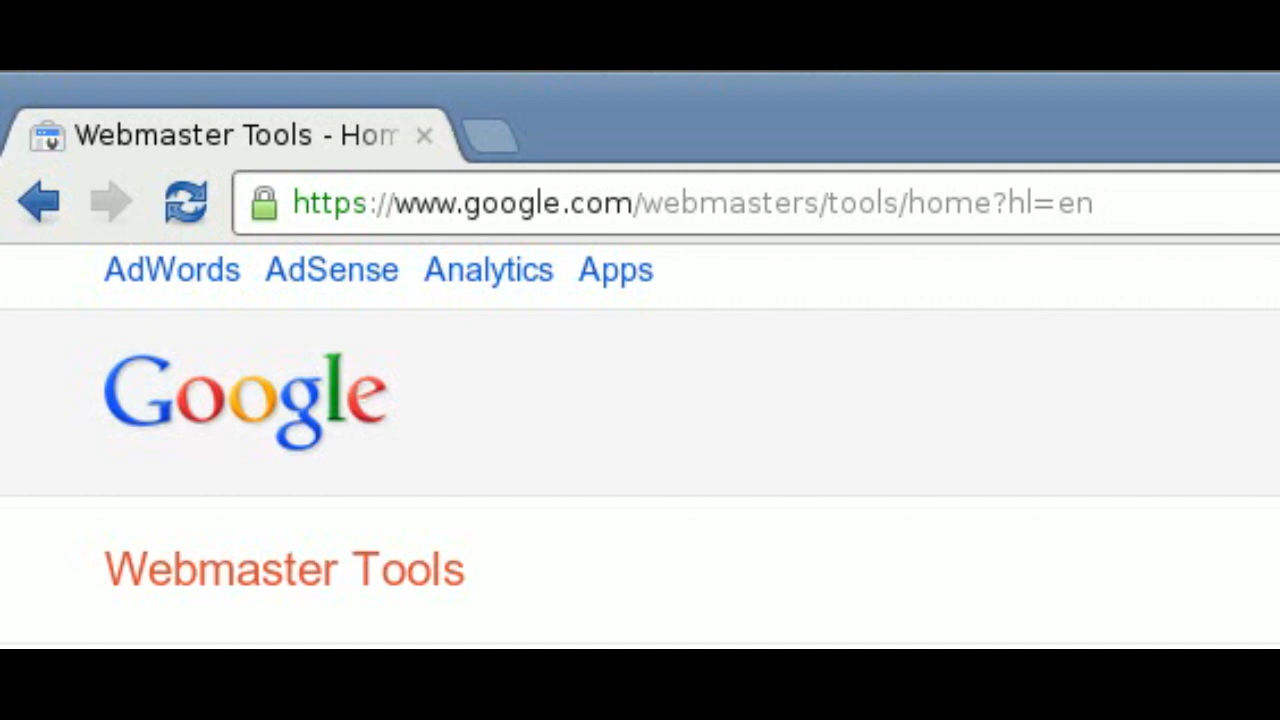 Webmaster Tools - Hom
https://www.google.com/webmasters/tools/home?hl=en
AdWords AdSense Analytics Apps
Google
Webmaster Tools